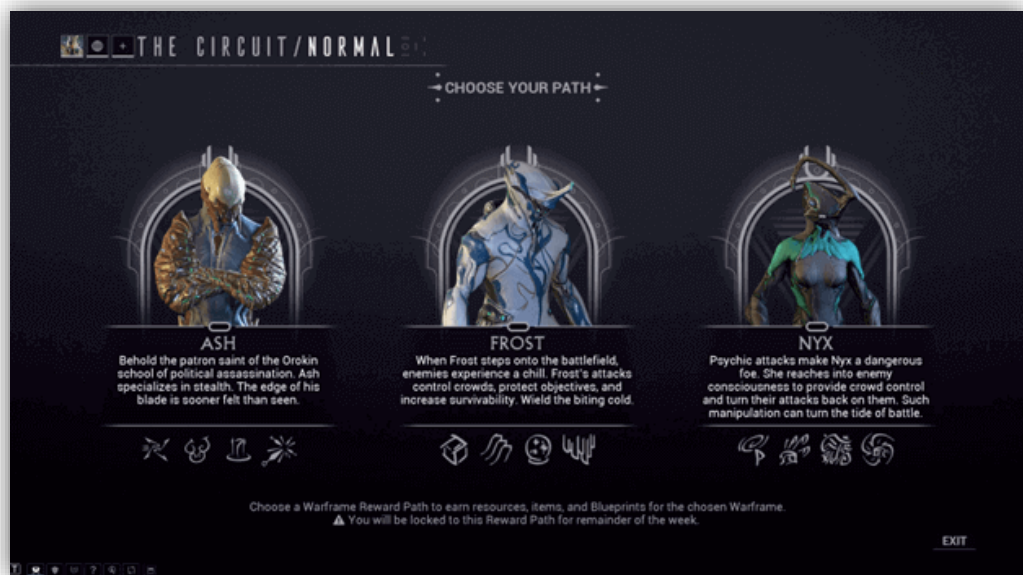 THE CIRCUIT/NORMAL
CHOOSE YOUR PATH
ASH
Behold the patron saint of the Orokin
school of political assassination. Ash
specializes in stealth. The edge of his
blade is sooner felt than seen.
FROST
When Frost steps onto the battlefield,
enemies experience a chill. Frost's attacks
control crowds, protect objectives, and
increase survivability. Wield the biting cold.
NYX
Psychic attacks make Nyx a dangerous
foe. She reaches into enemy
consciousness to provide crowd control
and turn their attacks back on them. Such
manipulation can turn the tide of battle.
Choose a Warframe Reward Path to earn resources, items, and Blueprints for the chosen Warframe.
You will be locked to this Reward Path for remainder of the week.
EXIT